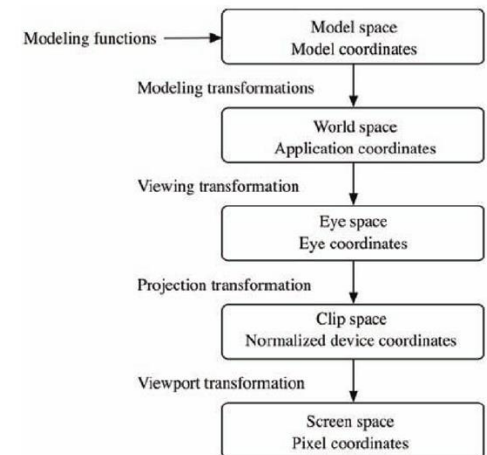 Model space
Modeling functions
Model coordinates
Modeling transformations
World space
Application coordinates
Viewing transformation
Eye space
Eye coordinates
Projection transformation
Clip space
Normalized device coordinates
Viewport transformation
Screen space
Pixel coordinates